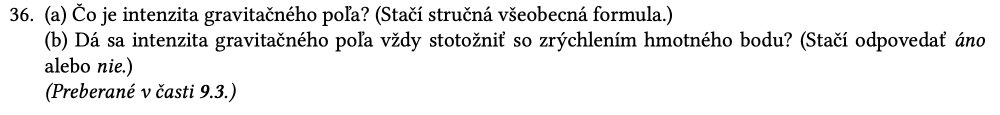 36. (a) Čo je intenzita gravitačného poľa? (Stačí stručná všeobecná formula.)
(b) Dá sa intenzita gravitačného poľa vždy stotožniť so zrýchlením hmotného bodu? (Stačí odpovedať áno
alebo nie.)
(Preberané v časti 9.3.)